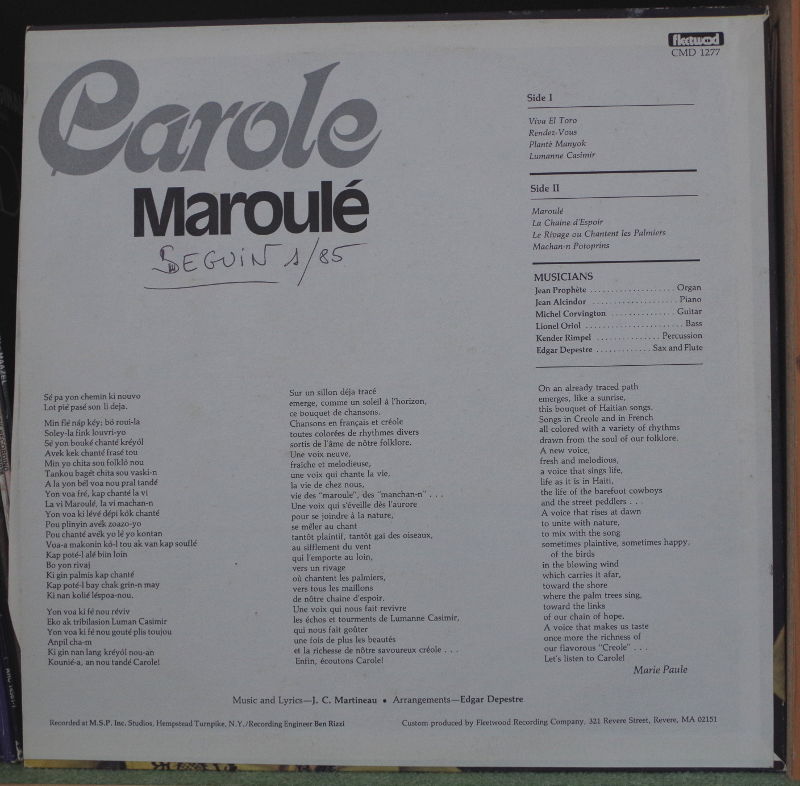 fleetwood
CMD 1277
Carole
Maroulé
SEGUIN 1/85
Side I
Viva El Toro
Rendez-Vous
Planté Manyok
Lumanne Casimir
Side II
Maroulé
La Chaine d'Espoir
Le Rivage ou Chantent les Palmiers
Machan-n Potoprins
MUSICIANS
Jean Prophète . . . . . . . . . . . . . . . . . . . . Organ
Jean Alcindor . . . . . . . . . . . . . . . . . . . . . Piano
Michel Corvington . . . . . . . . . . . . . . . Guitar
Lionel Oriol . . . . . . . . . . . . . . . . . . . . . . . Bass
Kender Rimpel . . . . . . . . . . . . . . . Percussion
Edgar Depestre . . . . . . . . . . . . Sax and Flute
Sé pa yon chemin ki nouvo
Lot pié pasé son li deja.
Min flé náp kéy; bó roui-la
Soley-la fink louvri-yo
Sé yon bouké chanté kréyól
Avek kek chanté frasé tou
Min yo chita sou folkló nou
Tankou bagét chita sou vaski-n
A la yon bél voa nou pral tandé
Yon voa fré, kap chanté la vi
La vi Maroulé, la vi machan-n
Yon voa ki lévé dépi kók chanté
Pou plinyin avék zoazo-yo
Pou chanté avék yo lé yo kontan
Voa-a makonin kó-l tou ak van kap souflé
Kap poté-l alé biin loin
Bo yon rivaj
Ki gin palmis kap chanté
Kap poté-l bay chak grin-n may
Ki nan kolié léspoa-nou.
Yon voa ki fé nou réviv
Eko ak tribilasion Luman Casimir
Yon voa ki fé nou gouté plis toujou
Anpil cha-m
Ki gin nan lang kréyól nou-an
Kounié-a, an nou tandé Carole!
Sur un sillon déja tracé
emerge, comme un soleil à l'horizon,
ce bouquet de chansons.
Chansons en français et créole
toutes colorées de rhythmes divers
sortis de l'âme de nôtre folklore.
Une voix neuve,
fraîche et melodieuse,
une voix qui chante la vie,
la vie de chez nous,
vie des "maroule", des "manchan-n" . . .
Une voix qui s'éveille dès l'aurore
pour se joindre à la nature,
se mêler au chant
tantôt plaintif, tantôt gai des oiseaux,
au sifflement du vent
qui l'emporte au loin,
vers un rivage
où chantent les palmiers,
vers tous les maillons
de nôtre chaine d'espoir.
Une voix qui nous fait revivre
les échos et tourments de Lumanne Casimir,
qui nous fait goûter
une fois de plus les beautés
et la richesse de nôtre savoureux créole . . .
Enfin, écoutons Carole!
On an already traced path
emerges, like a sunrise,
this bouquet of Haitian songs.
Songs in Creole and in French
all colored with a variety of rhythms
drawn from the soul of our folklore.
A new voice,
fresh and melodious,
a voice that sings life,
life as it is in Haiti,
the life of the barefoot cowboys
and the street peddlers . . .
A voice that rises at dawn
to unite with nature,
to mix with the song
sometimes plaintive, sometimes happy,
of the birds
in the blowing wind
which carries it afar,
toward the shore
where the palm trees sing,
toward the links
of our chain of hope.
A voice that makes us taste
once more the richness of
our flavorous "Creole" . . .
Let's listen to Carole!
Marie Paule
Music and Lyrics—J. C. Martineau • Arrangements—Edgar Depestre
Recorded at M.S.P. Inc. Studios, Hempstead Turnpike, N.Y./Recording Engineer Ben Rizzi
Custom produced by Fleetwood Recording Company, 321 Revere Street, Revere, MA 02151